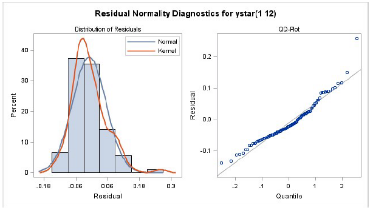 Residual Normality Diagnostics for ystar(1 12)
Distribution of Residuals
QQ-Plot
Normal
Kernel
Percent
40
30
20
10
0
-0.18 -0.06 0.06 0.18 0.3
Residual
Residual
0.2
0.1
0.0
-0.1
-2 -1 0 1 2
Quantile